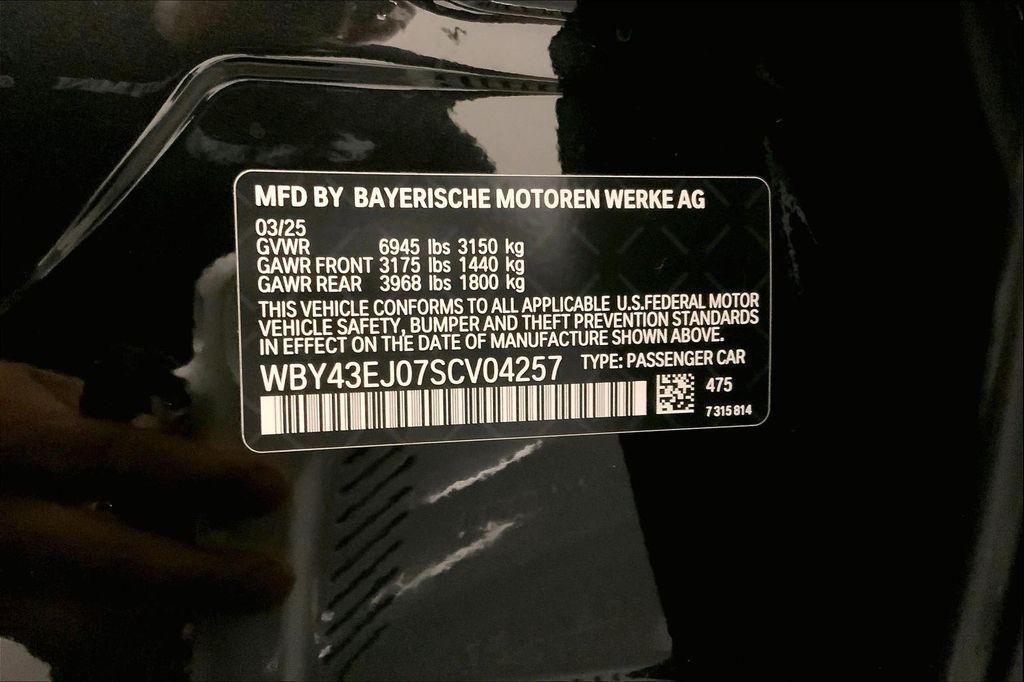 MFD BY BAYERISCHE MOTOREN WERKE AG
03/25
GVWR 6945 lbs 3150 kg
GAWR FRONT 3175 lbs 1440 kg
GAWR REAR 3968 lbs 1800 kg
THIS VEHICLE CONFORMS TO ALL APPLICABLE U.S.FEDERAL MOTOR
VEHICLE SAFETY, BUMPER AND THEFT PREVENTION STANDARDS
IN EFFECT ON THE DATE OF MANUFACTURE SHOWN ABOVE.
WBY43EJ07SCV04257 TYPE: PASSENGER CAR
475
7 315 814